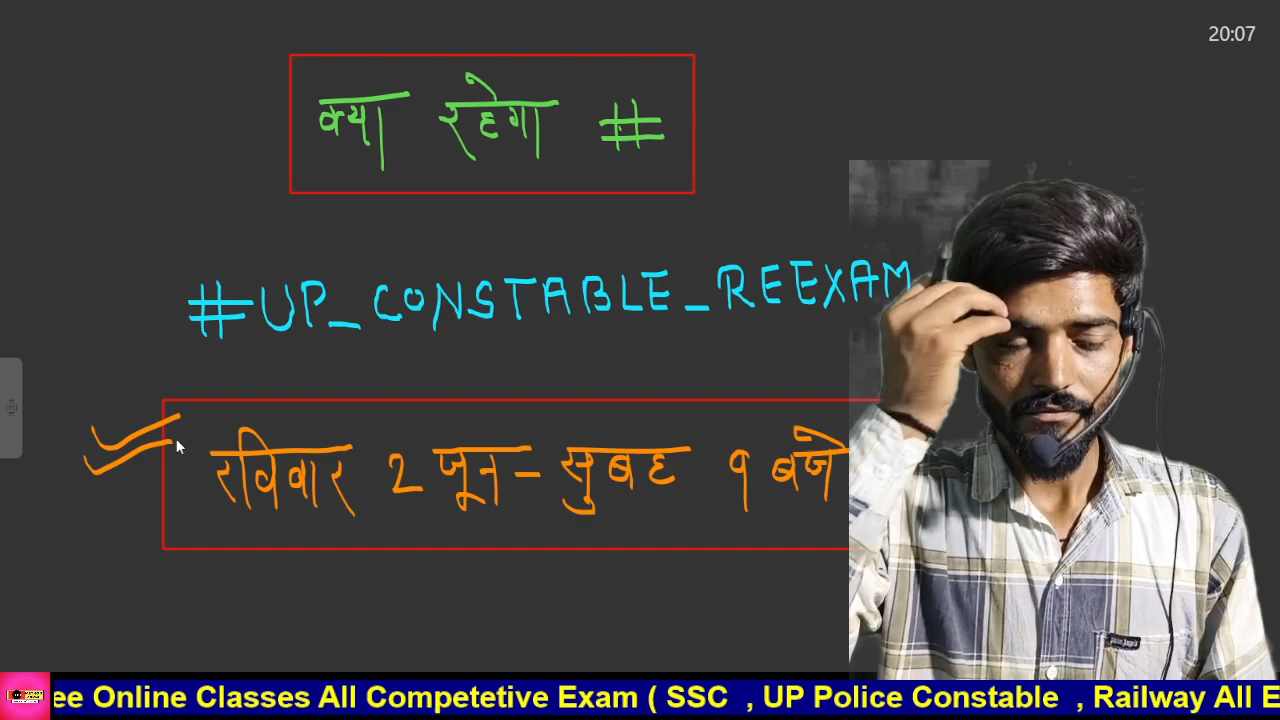 20:07
क्या रहेगा #
#UP_CONSTABLE_REEXAM
रविवार 2 जून - सुबह 9 बजे
ee Online Classes All Competetive Exam ( SSC , UP Police Constable , Railway All E